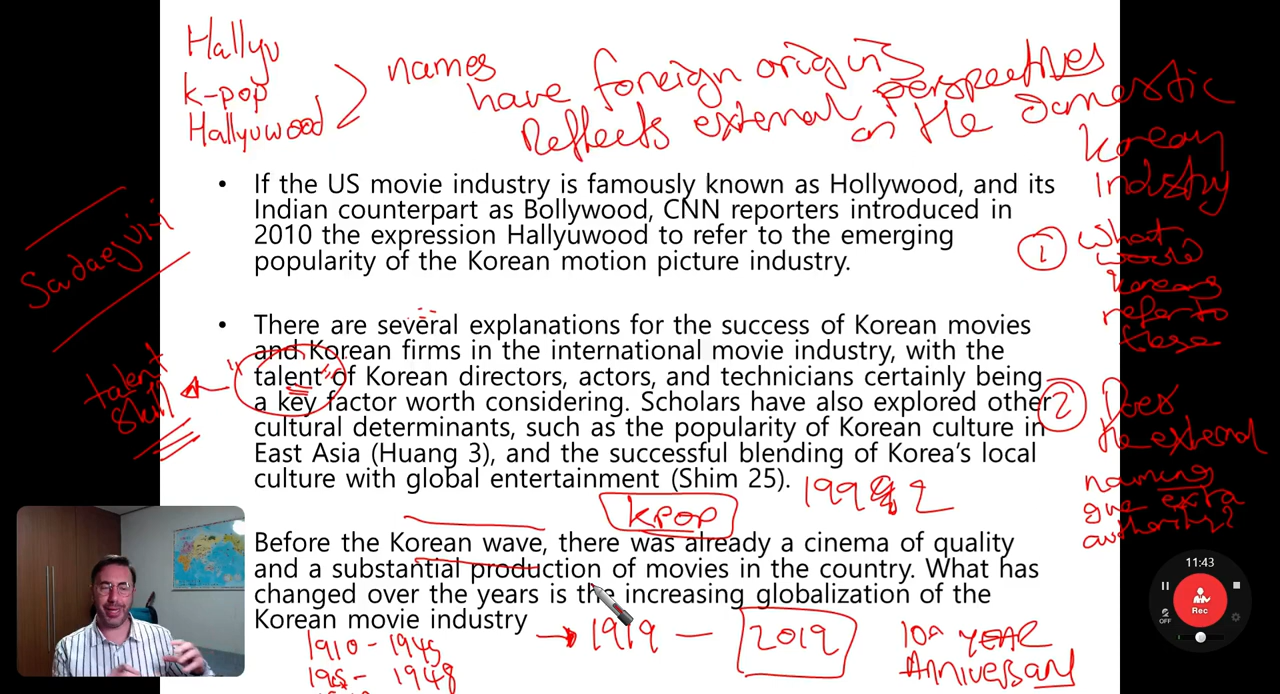 Hallyu
k-pop
Hallyuwood
names
have foreign origins
Reflects external perspectives
on the domestic
Korean
Industry
• If the US movie industry is famously known as Hollywood, and its
Indian counterpart as Bollywood, CNN reporters introduced in
2010 the expression Hallyuwood to refer to the emerging
popularity of the Korean motion picture industry.
① What
would
Koreans
refer to
these
Sadaejui-i
• There are several explanations for the success of Korean movies
and Korean firms in the international movie industry, with the
talent of Korean directors, actors, and technicians certainly being
a key factor worth considering. Scholars have also explored other
cultural determinants, such as the popularity of Korean culture in
East Asia (Huang 3), and the successful blending of Korea's local
culture with global entertainment (Shim 25).
talent
skill
② Does
the external
naming
give extra
authority?
1992
kpop
Before the Korean wave, there was already a cinema of quality
and a substantial production of movies in the country. What has
changed over the years is the increasing globalization of the
Korean movie industry
1919 - 2019
YEAR
Anniversary
1910 - 1945
1948
11:43
Rec
OFF